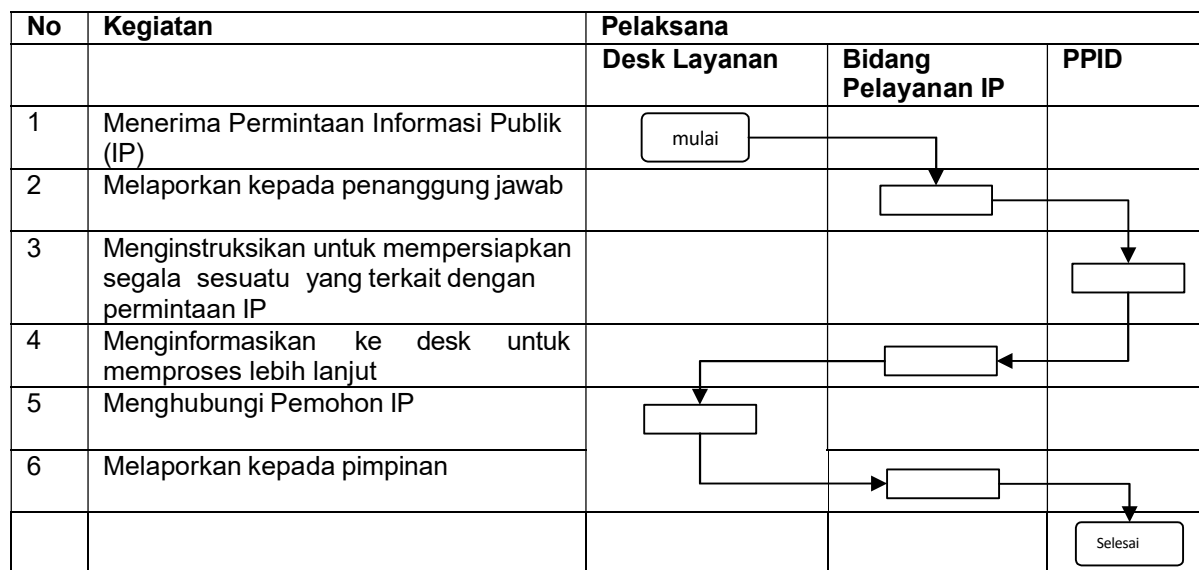 No Kegiatan Pelaksana
Desk Layanan Bidang PPID
Pelayanan IP
1 Menerima Permintaan Informasi Publik
(IP)
mulai
2 Melaporkan kepada penanggung jawab
3 Menginstruksikan untuk mempersiapkan
segala sesuatu yang terkait dengan
permintaan IP
4 Menginformasikan ke desk untuk
memproses lebih lanjut
5 Menghubungi Pemohon IP
6 Melaporkan kepada pimpinan
Selesai